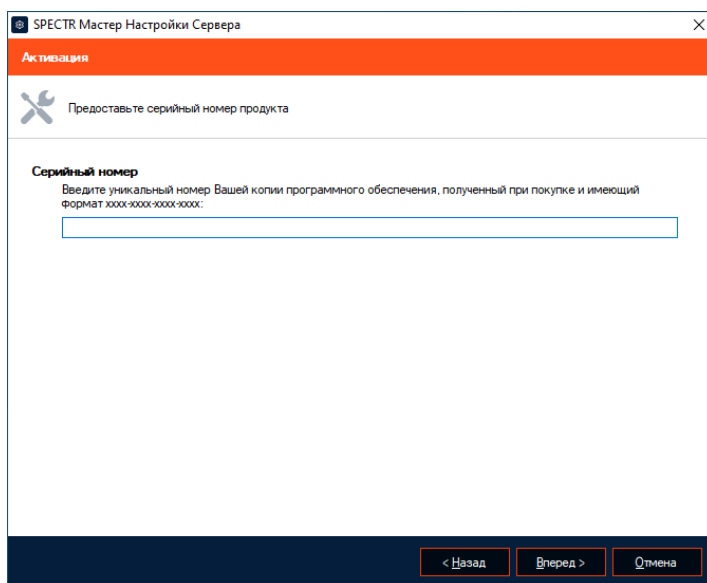 SPECTR Мастер Настройки Сервера
Активация
Предоставьте серийный номер продукта
Серийный номер
Введите уникальный номер Вашей копии программного обеспечения, полученный при покупке и имеющий
формат xxxx-xxxx-xxxx-xxxx:
< Назад Вперед > Отмена